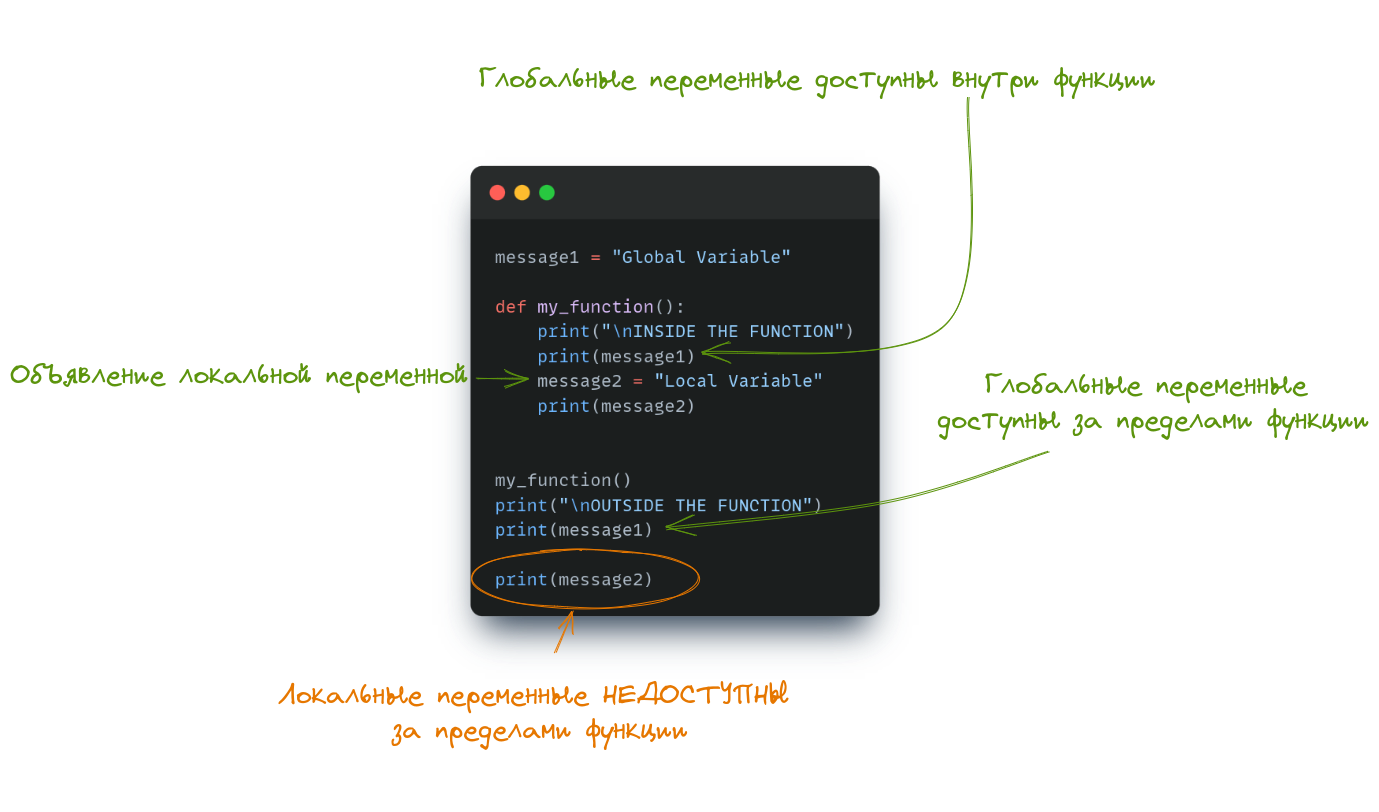 Глобальные переменные доступны внутри функции
message1 = "Global Variable"
def my_function():
print("\nINSIDE THE FUNCTION")
print(message1)
Объявление локальной переменной
message2 = "Local Variable"
print(message2)
Глобальные переменные
доступны за пределами функции
my_function()
print("\nOUTSIDE THE FUNCTION")
print(message1)
print(message2)
Локальные переменные НЕДОСТУПНЫ
за пределами функции